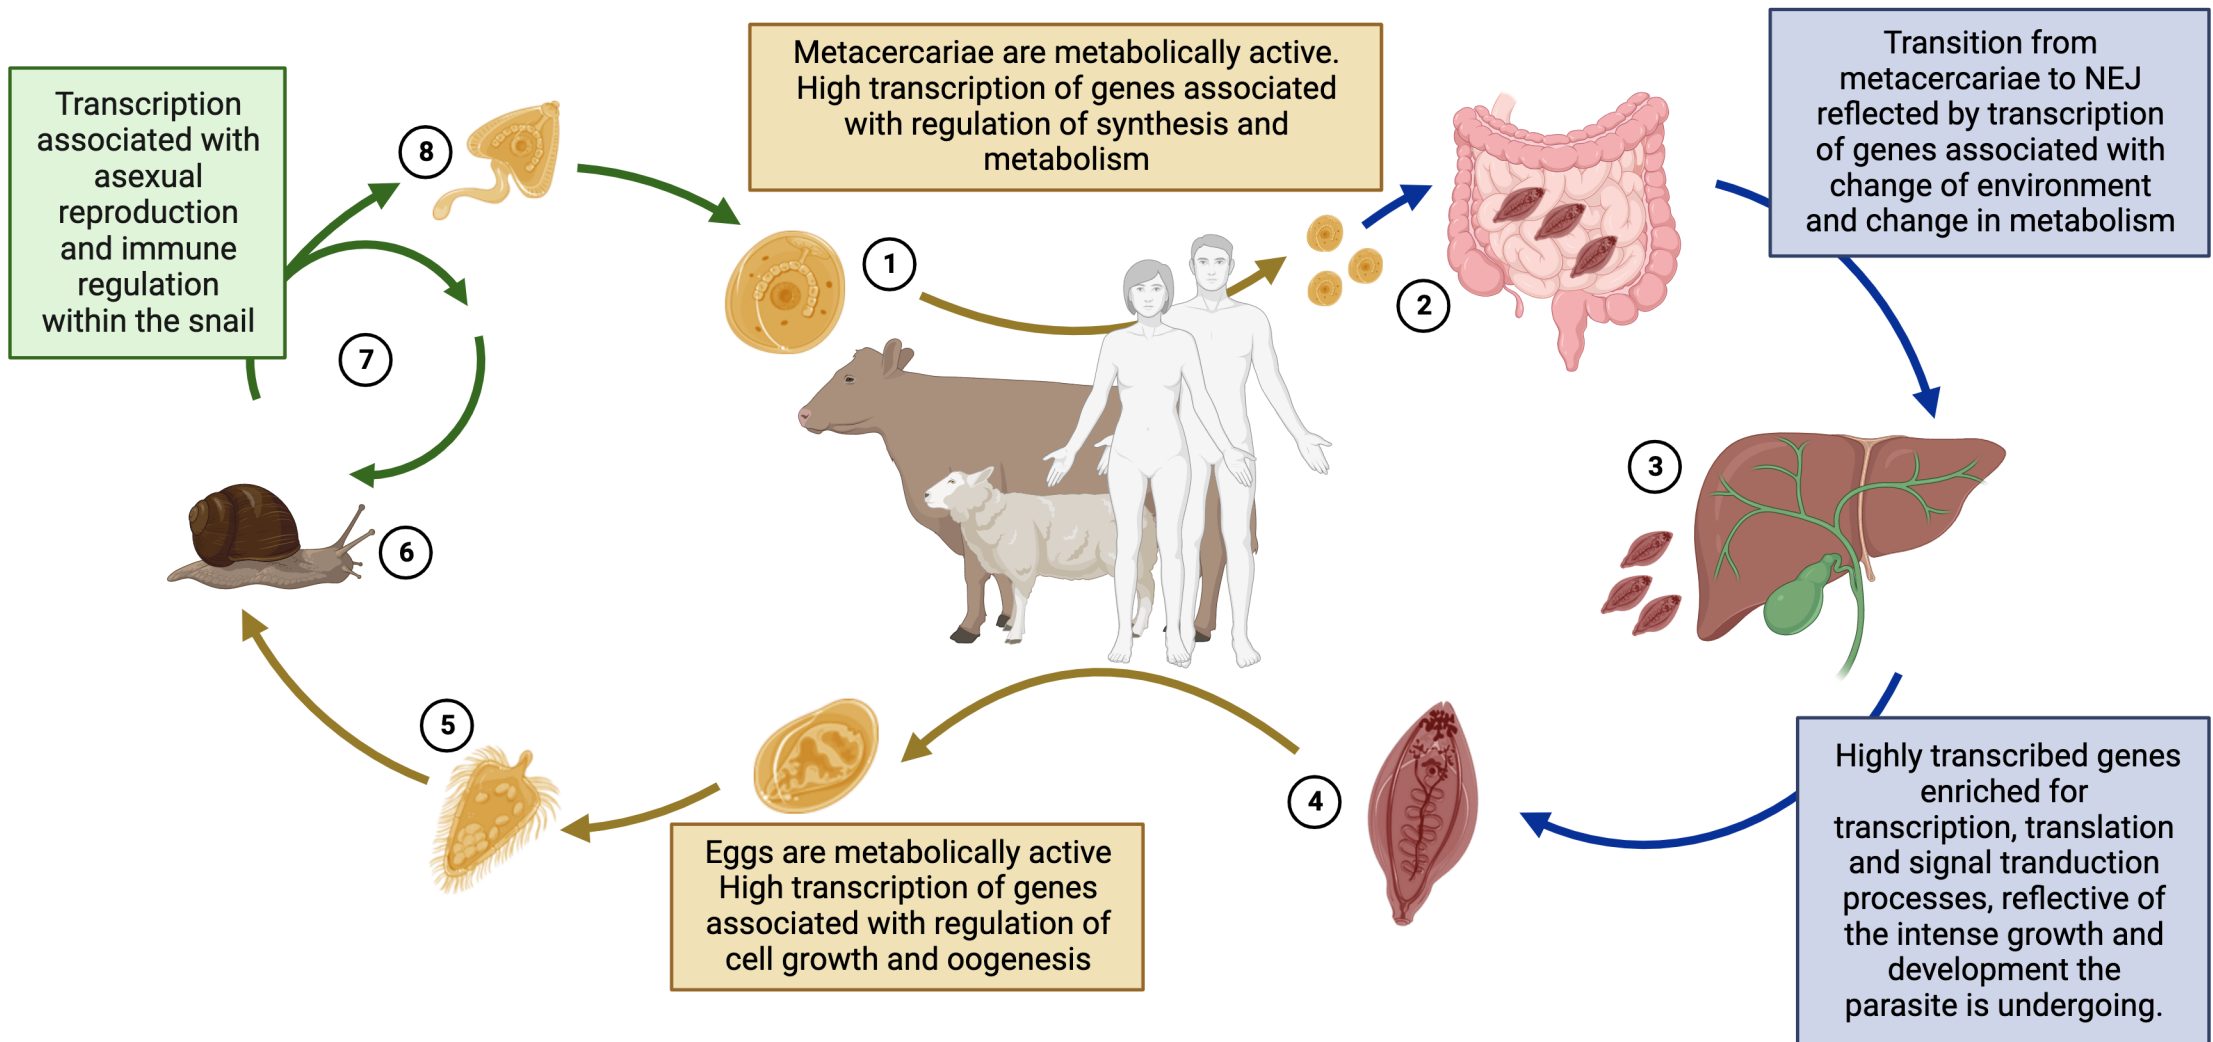 Transcription
associated with
asexual
reproduction
and immune
regulation
within the snail
8
7
6
5
Metacercariae are metabolically active.
High transcription of genes associated
with regulation of synthesis and
metabolism
1
2
Transition from
metacercariae to NEJ
reflected by transcription
of genes associated with
change of environment
and change in metabolism
3
4
Highly transcribed genes
enriched for
transcription, translation
and signal tranduction
processes, reflective of
the intense growth and
development the
parasite is undergoing.
Eggs are metabolically active
High transcription of genes
associated with regulation of
cell growth and oogenesis